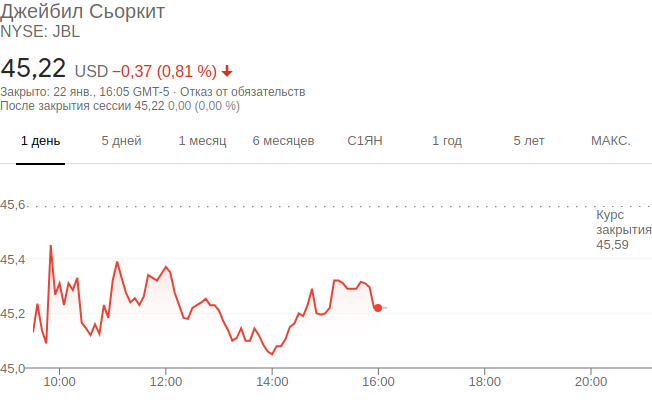 Джейбил Сьоркит
NYSE: JBL
45,22 USD −0,37 (0,81 %)
Закрыто: 22 янв., 16:05 GMT-5 · Отказ от обязательств
После закрытия сессии 45,22 0,00 (0,00 %)
1 день 5 дней 1 месяц 6 месяцев С1ЯН 1 год 5 лет МАКС.
45,6
Курс
закрытия
45,59
45,4
45,2
45,0
10:00 12:00 14:00 16:00 18:00 20:00